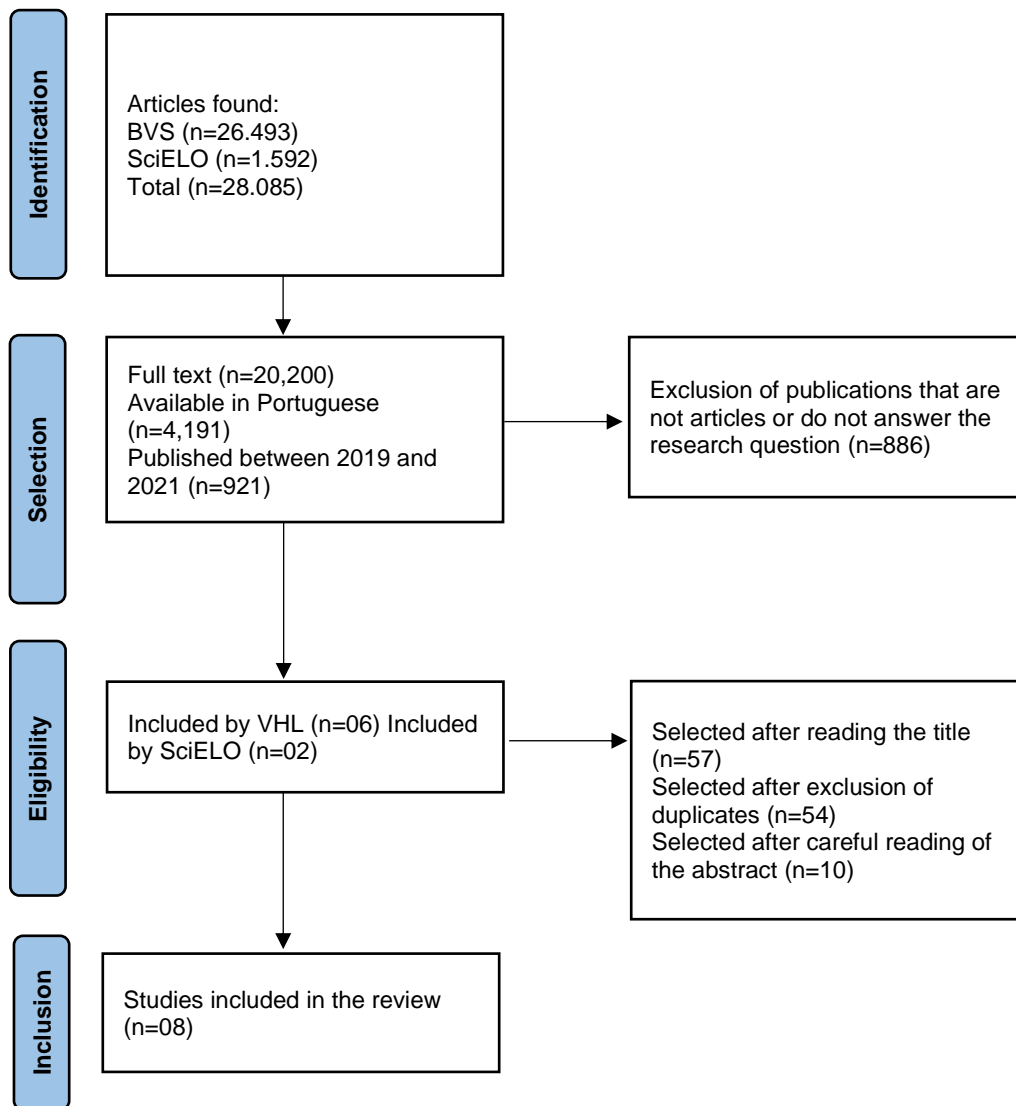 Identification
Articles found:
BVS (n=26.493)
SciELO (n=1.592)
Total (n=28.085)
Selection
Full text (n=20,200)
Available in Portuguese
(n=4,191)
Published between 2019 and
2021 (n=921)
Exclusion of publications that are
not articles or do not answer the
research question (n=886)
Eligibility
Included by VHL (n=06) Included
by SciELO (n=02)
Selected after reading the title
(n=57)
Selected after exclusion of
duplicates (n=54)
Selected after careful reading of
the abstract (n=10)
Inclusion
Studies included in the review
(n=08)